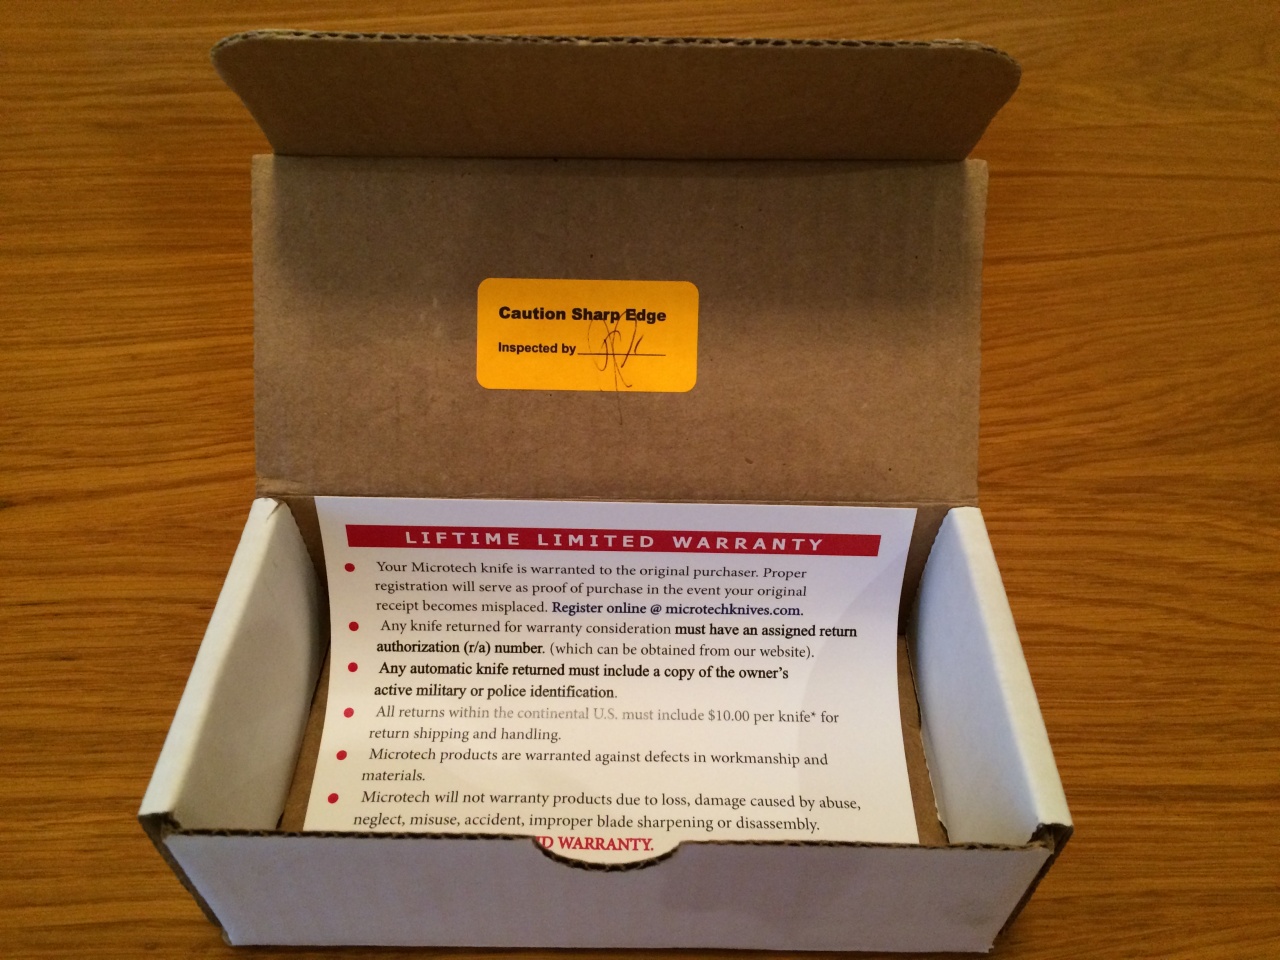 Caution Sharp Edge
Inspected by
LIFTIME LIMITED WARRANTY
Your Microtech knife is warranted to the original purchaser. Proper
registration will serve as proof of purchase in the event your original
receipt becomes misplaced. Register online @ microtechknives.com.
Any knife returned for warranty consideration must have an assigned return
authorization (r/a) number. (which can be obtained from our website).
Any automatic knife returned must include a copy of the owner's
active military or police identification.
All returns within the continental U.S. must include $10.00 per knife* for
return shipping and handling.
Microtech products are warranted against defects in workmanship and
materials.
Microtech will not warranty products due to loss, damage caused by abuse,
neglect, misuse, accident, improper blade sharpening or disassembly.
D WARRANTY.